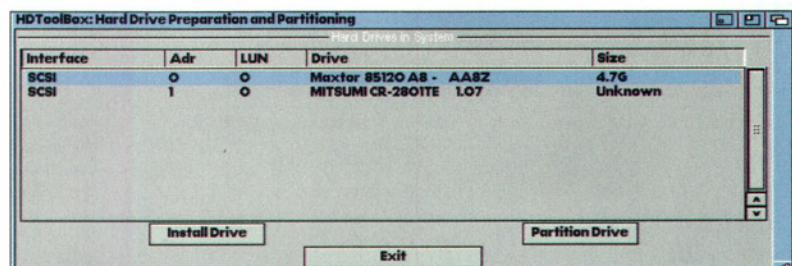 HDToolBox: Hard Drive Preparation and Partitioning
Hard Drives in System
Interface Adr LUN Drive Size
SCSI 0 0 Maxtor 85120 A8 - AA8Z 4.7G
SCSI 1 0 MITSUMI CR-2801TE 1.07 Unknown
Install Drive Partition Drive
Exit